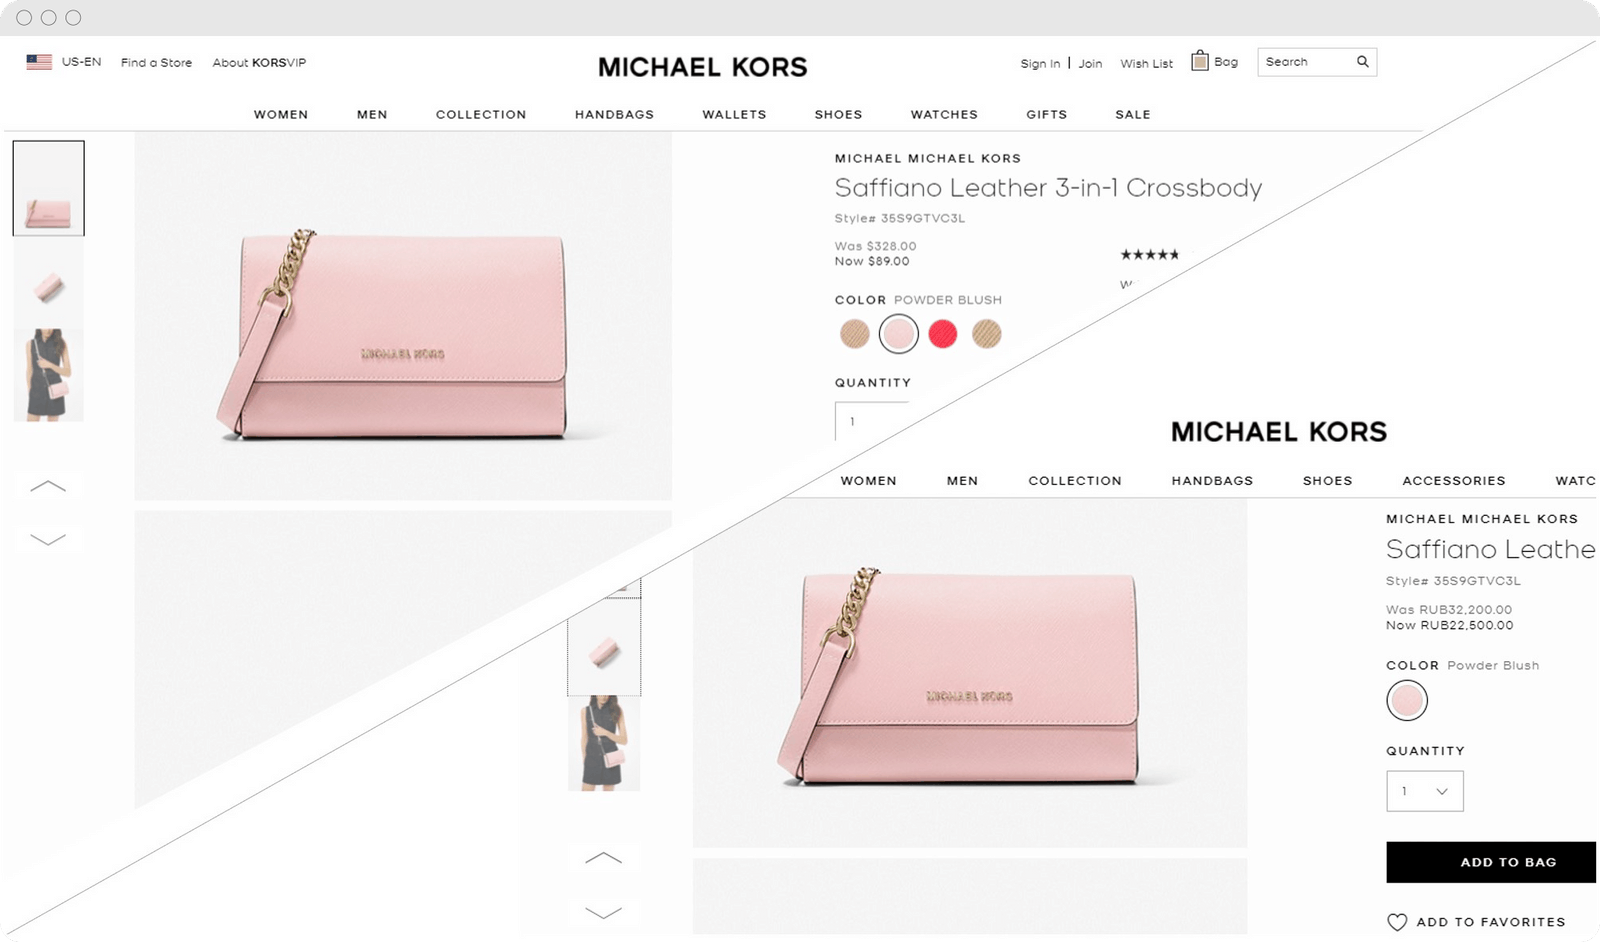 US-EN Find a Store About KORSVIP
MICHAEL KORS
Sign In | Join Wish List Bag Search
WOMEN MEN COLLECTION HANDBAGS WALLETS SHOES WATCHES GIFTS SALE
MICHAEL MICHAEL KORS
Saffiano Leather 3-in-1 Crossbody
Style# 35S9GTVC3L
Was $328.00
Now $89.00
COLOR POWDER BLUSH
QUANTITY
1
MICHAEL KORS
MICHAEL KORS
WOMEN MEN COLLECTION HANDBAGS SHOES ACCESSORIES WATC
MICHAEL MICHAEL KORS
Saffiano Leathe
Style# 35S9GTVC3L
Was RUB32,200.00
Now RUB22,500.00
COLOR Powder Blush
QUANTITY
1
ADD TO BAG
ADD TO FAVORITES
MICHAEL KORS